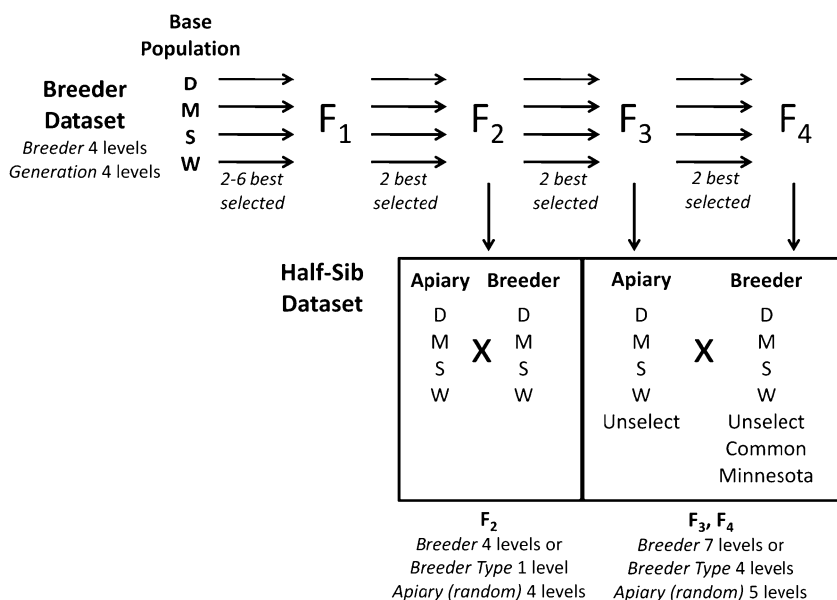 Base
Population
Breeder
Dataset
Breeder 4 levels
Generation 4 levels
D
M
S
W
F1
F2
F3
F4
2-6 best
selected
2 best
selected
2 best
selected
2 best
selected
Half-Sib
Dataset
Apiary Breeder
D D
M X M
S S
W W
Apiary Breeder
D D
M X M
S S
W W
Unselect Unselect
Common
Minnesota
F2
Breeder 4 levels or
Breeder Type 1 level
Apiary (random) 4 levels
F3, F4
Breeder 7 levels or
Breeder Type 4 levels
Apiary (random) 5 levels